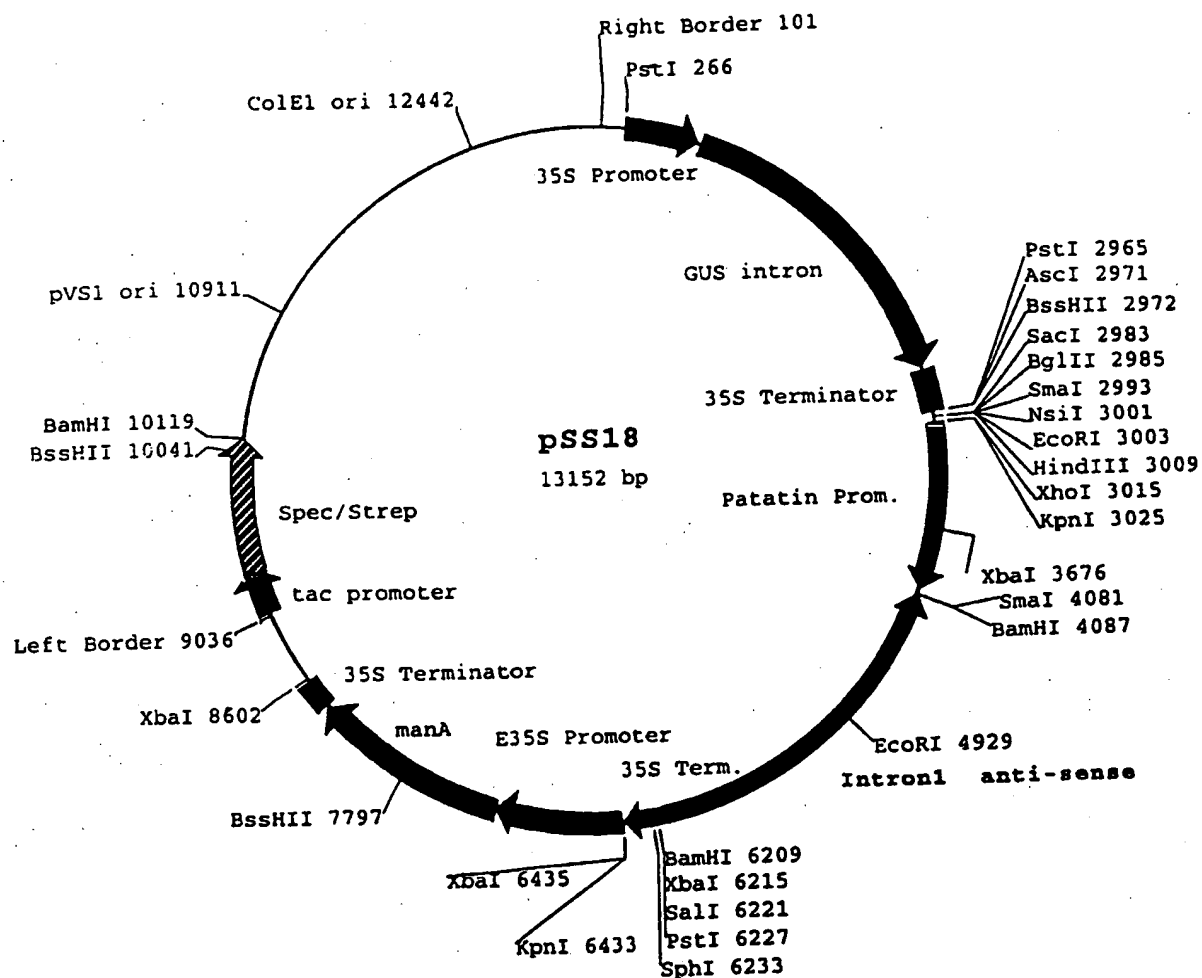 Right Border 101
PstI 266
ColE1 ori 12442
35S Promoter
GUS intron
PstI 2965
AscI 2971
BssHII 2972
SacI 2983
BglII 2985
SmaI 2993
NsiI 3001
EcoRI 3003
HindIII 3009
XhoI 3015
KpnI 3025
pVS1 ori 10911
35S Terminator
BamHI 10119
BssHII 10041
pSS18
13152 bp
Patatin Prom.
Spec/Strep
XbaI 3676
SmaI 4081
BamHI 4087
tac promoter
Left Border 9036
35S Terminator
XbaI 8602
manA
E35S Promoter
EcoRI 4929
35S Term.
Intron1 anti-sense
BssHII 7797
BamHI 6209
XbaI 6435
XbaI 6215
SalI 6221
KpnI 6433
PstI 6227
SphI 6233